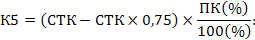 К5 = (СТК − СТК × 0,75) × ПК(%) / 100(%):